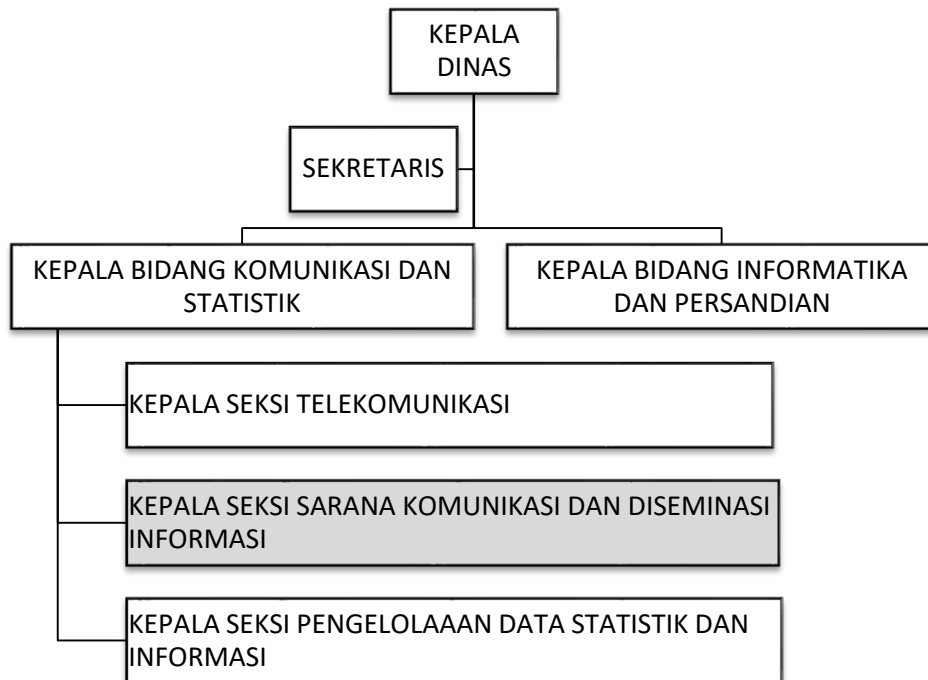 KEPALA
DINAS
SEKRETARIS
KEPALA BIDANG KOMUNIKASI DAN
STATISTIK
KEPALA BIDANG INFORMATIKA
DAN PERSANDIAN
KEPALA SEKSI TELEKOMUNIKASI
KEPALA SEKSI SARANA KOMUNIKASI DAN DISEMINASI
INFORMASI
KEPALA SEKSI PENGELOLAAAN DATA STATISTIK DAN
INFORMASI